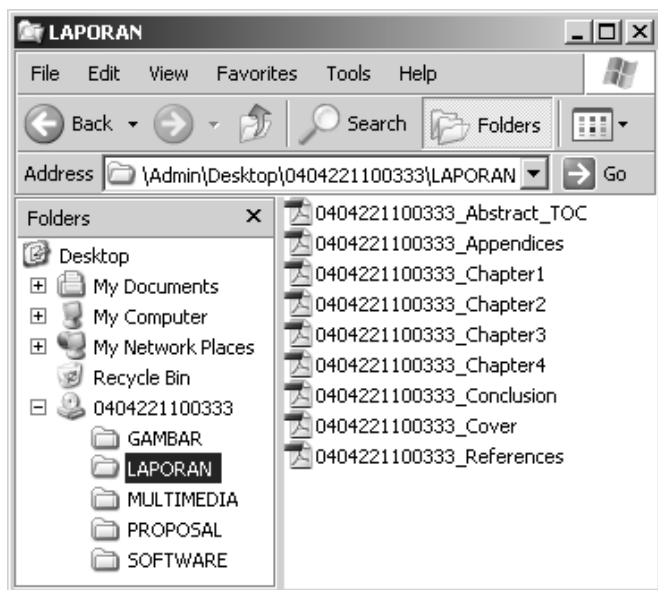 LAPORAN
File Edit View Favorites Tools Help
Back Search Folders
Address \Admin\Desktop\0404221100333\LAPORAN Go
Folders x
Desktop
My Documents
My Computer
My Network Places
Recycle Bin
0404221100333
GAMBAR
LAPORAN
MULTIMEDIA
PROPOSAL
SOFTWARE
0404221100333_Abstract_TOC
0404221100333_Appendices
0404221100333_Chapter1
0404221100333_Chapter2
0404221100333_Chapter3
0404221100333_Chapter4
0404221100333_Conclusion
0404221100333_Cover
0404221100333_References